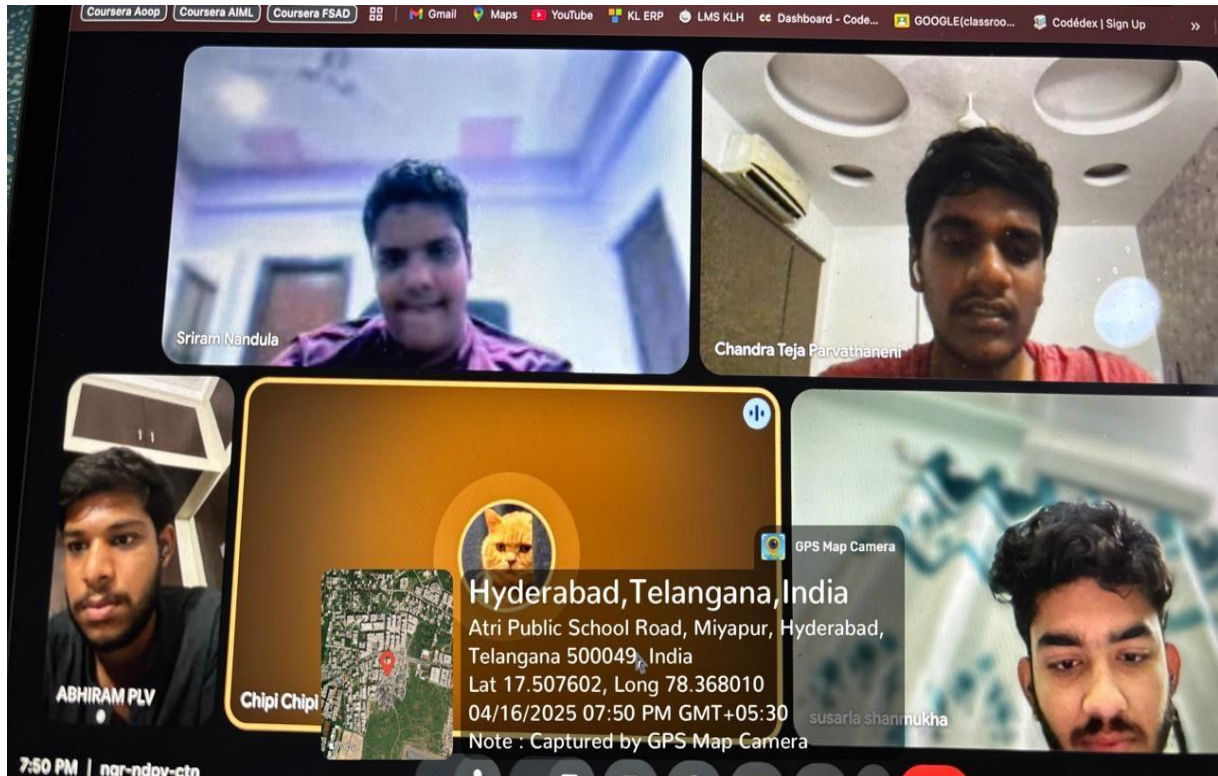 Coursera Aoop
Coursera AIML
Coursera FSAD
Gmail
Maps
YouTube
KL ERP
LMS KLH
cc Dashboard - Code...
GOOGLE(classroo...
Codédex | Sign Up
»
Sriram Nandula
Chandra Teja Parvathaneni
ABHIRAM PLV
Chipi Chipi
susarla shanmukha
GPS Map Camera
Hyderabad,Telangana,India
Atri Public School Road, Miyapur, Hyderabad,
Telangana 500049, India
Lat 17.507602, Long 78.368010
04/16/2025 07:50 PM GMT+05:30
Note : Captured by GPS Map Camera
7:50 PM | ngr-ndpv-ctn